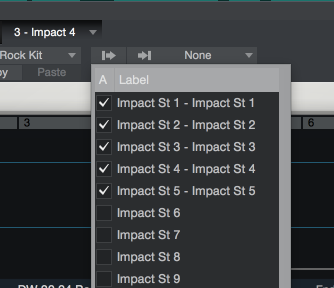 3 - Impact 4
Rock Kit
None
py Paste
A Label
Impact St 1 - Impact St 1
3
Impact St 2 - Impact St 2
6
Impact St 3 - Impact St 3
Impact St 4 - Impact St 4
Impact St 5 - Impact St 5
Impact St 6
Impact St 7
Impact St 8
Impact St 9